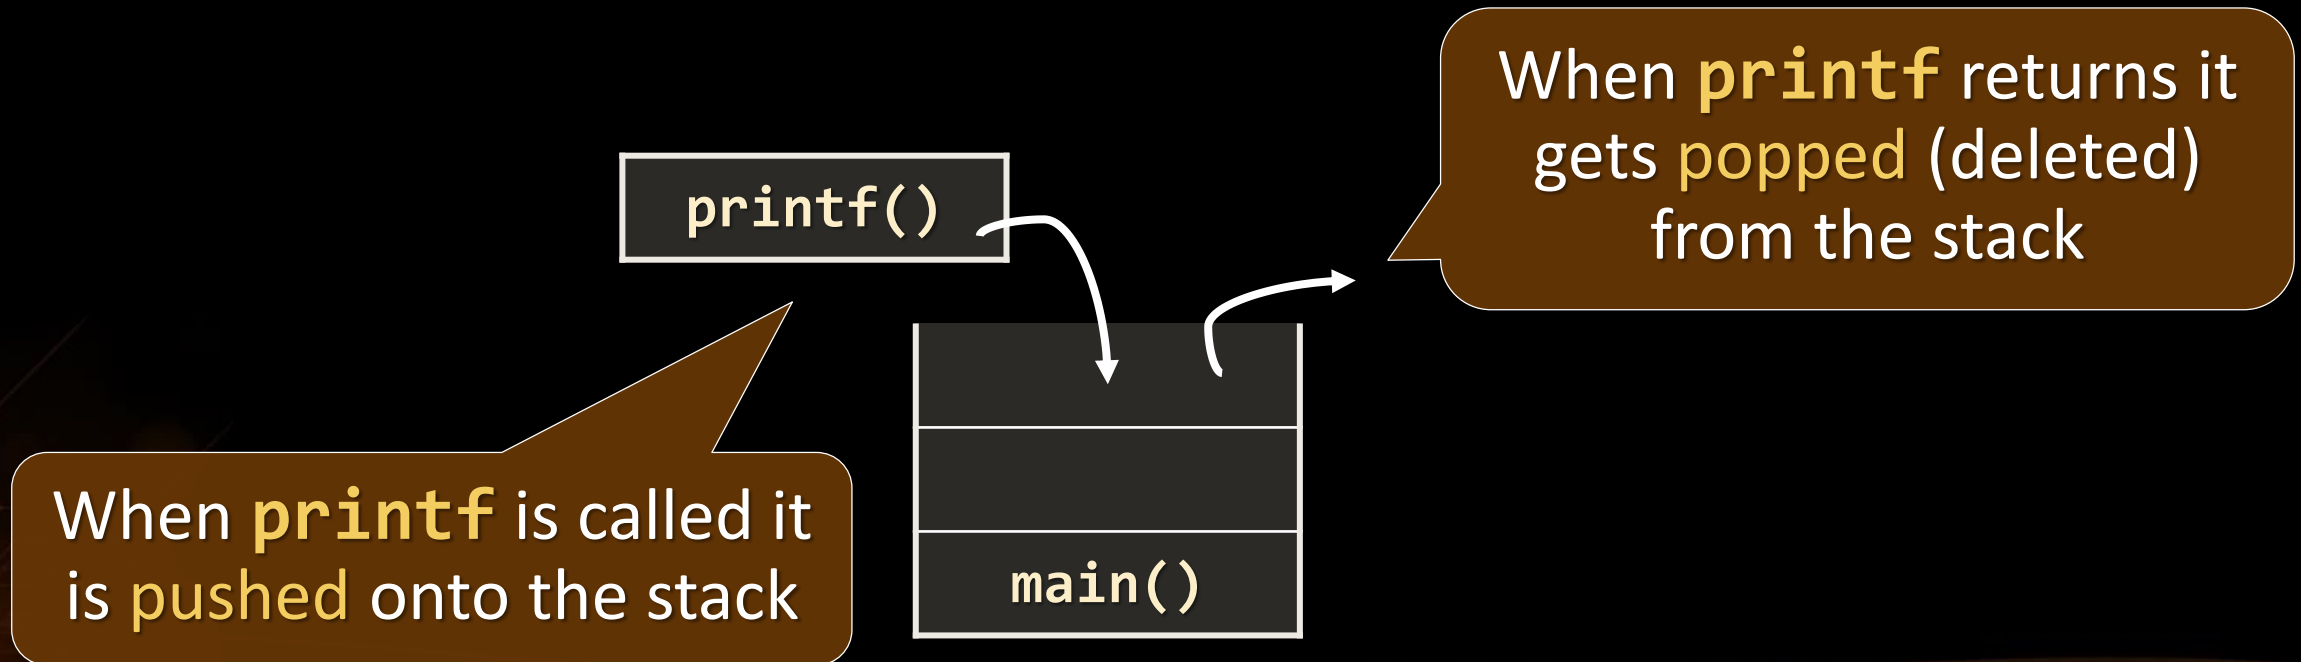 When printf returns it
gets popped (deleted)
from the stack
printf()
When printf is called it
is pushed onto the stack
main()